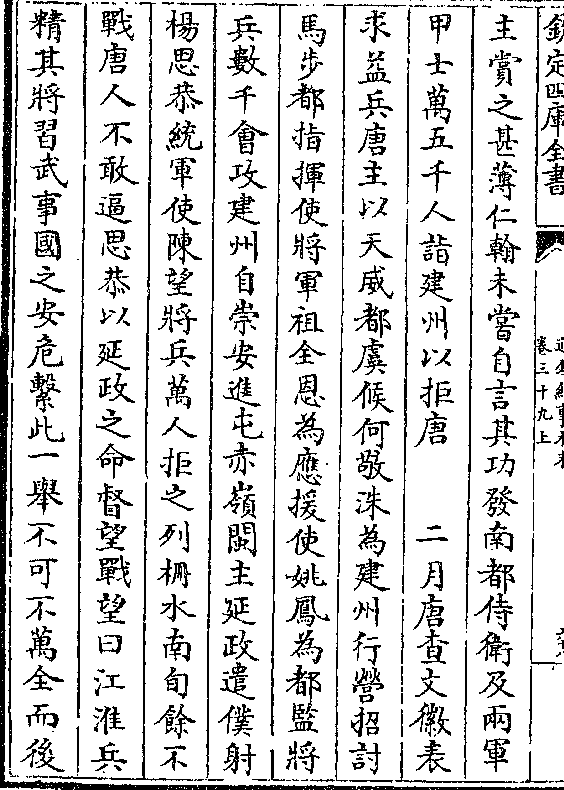 欽定四庫全書
卷三十九上
主賞之甚薄仁翰未嘗自言其功發南都侍衛及兩軍
甲士萬五千人詣建州以拒唐　二月唐查文徽表
求益兵唐主以天威都虞候何敬洙為建州行營招討
馬步都指揮使將軍祖全恩為應援使姚鳳為都監將
兵數千會攻建州自崇安進屯赤嶺閩主延政遣僕射
楊思恭統軍使陳望將兵萬人拒之列柵水南旬餘不
戰唐人不敢逼思恭以延政之命督望戰望曰江淮兵
精其將習武事國之安危繫此一舉不可不萬全而後